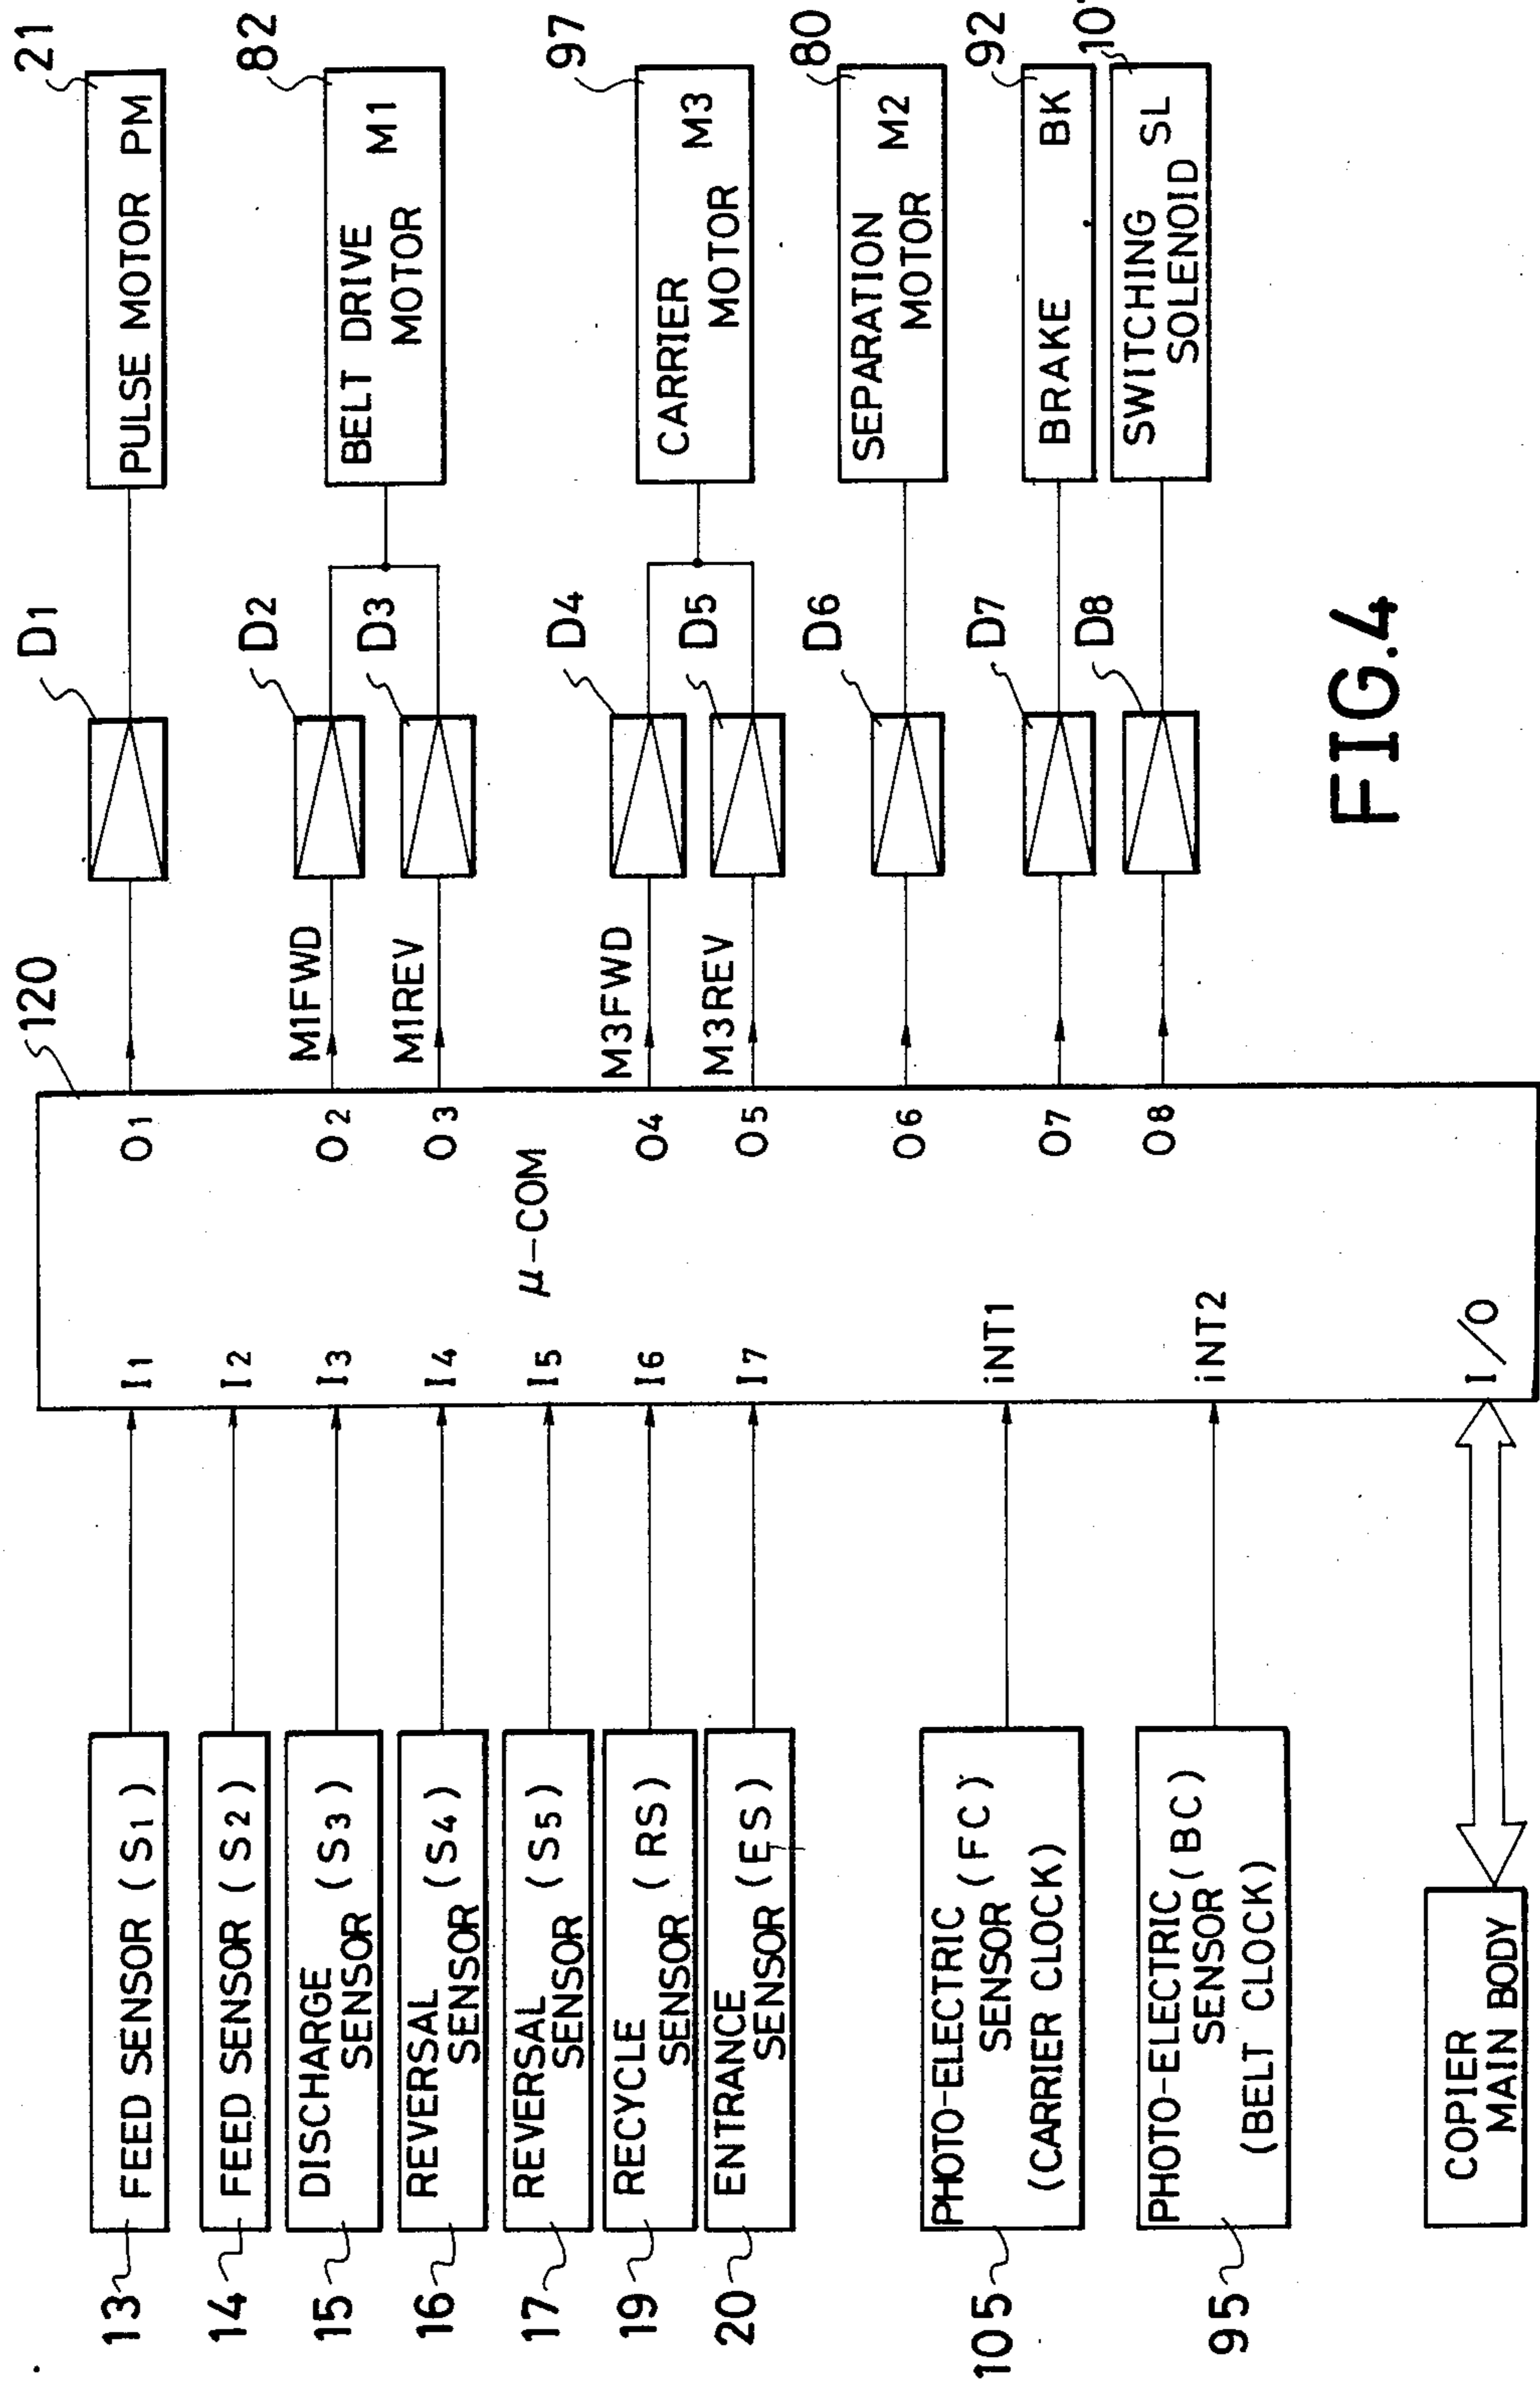 13
FEED SENSOR (S1)
I1
14
FEED SENSOR (S2)
I2
15
DISCHARGE
SENSOR (S3)
I3
16
REVERSAL
SENSOR (S4)
I4
17
REVERSAL
SENSOR (S5)
I5
19
RECYCLE
SENSOR (RS)
I6
20
ENTRANCE
SENSOR (ES)
I7
105
PHOTO-ELECTRIC
SENSOR (FC)
(CARRIER CLOCK)
iNT1
95
PHOTO-ELECTRIC
SENSOR (BC)
(BELT CLOCK)
iNT2
COPIER
MAIN BODY
I/O
μ-COM
120
O1
D1
PULSE MOTOR PM
21
O2
M1FWD
D2
O3
M1REV
D3
BELT DRIVE
MOTOR M1
82
O4
M3FWD
D4
O5
M3REV
D5
CARRIER
MOTOR M3
97
O6
D6
SEPARATION
MOTOR M2
80
O7
D7
BRAKE BK
92
O8
D8
SWITCHING
SOLENOID SL
FIG.4